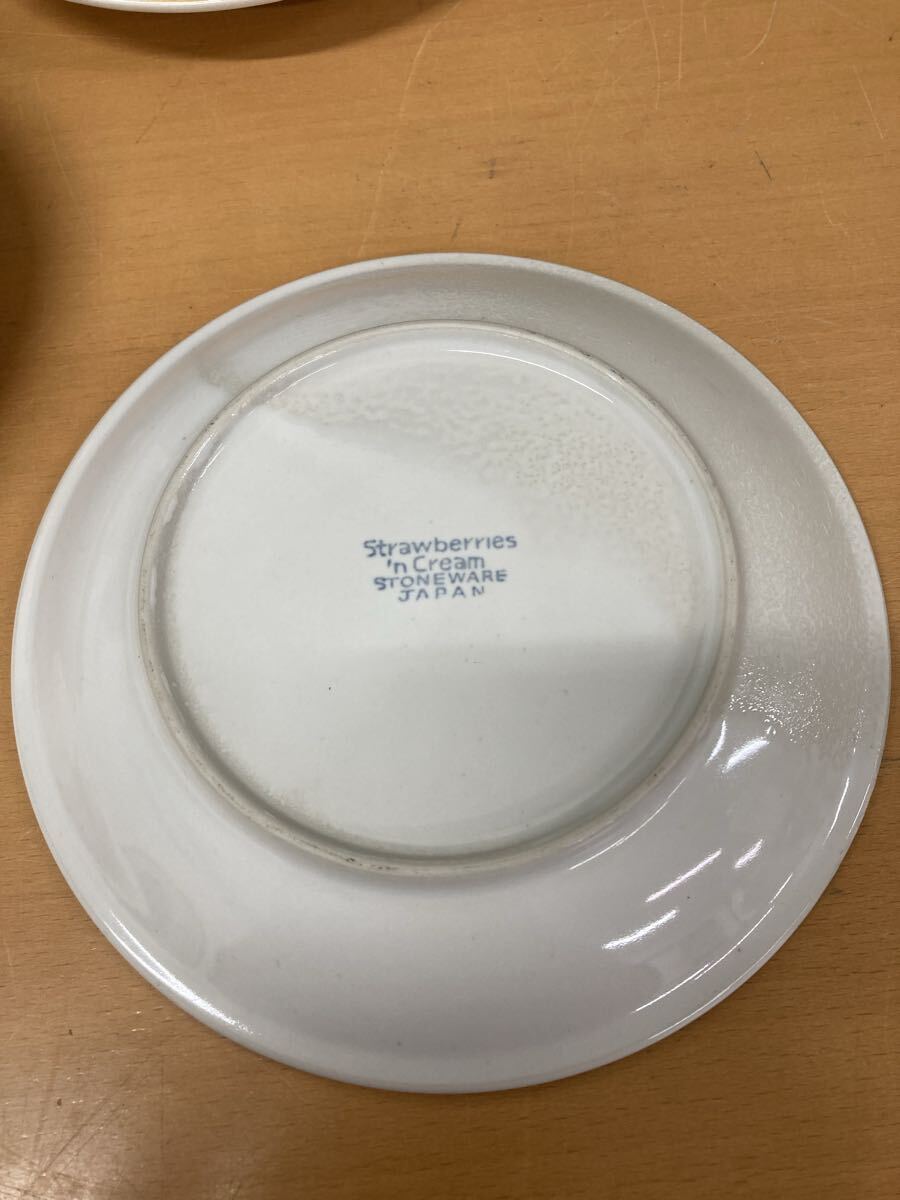 Strawberries
'n Cream
STONEWARE
JAPAN